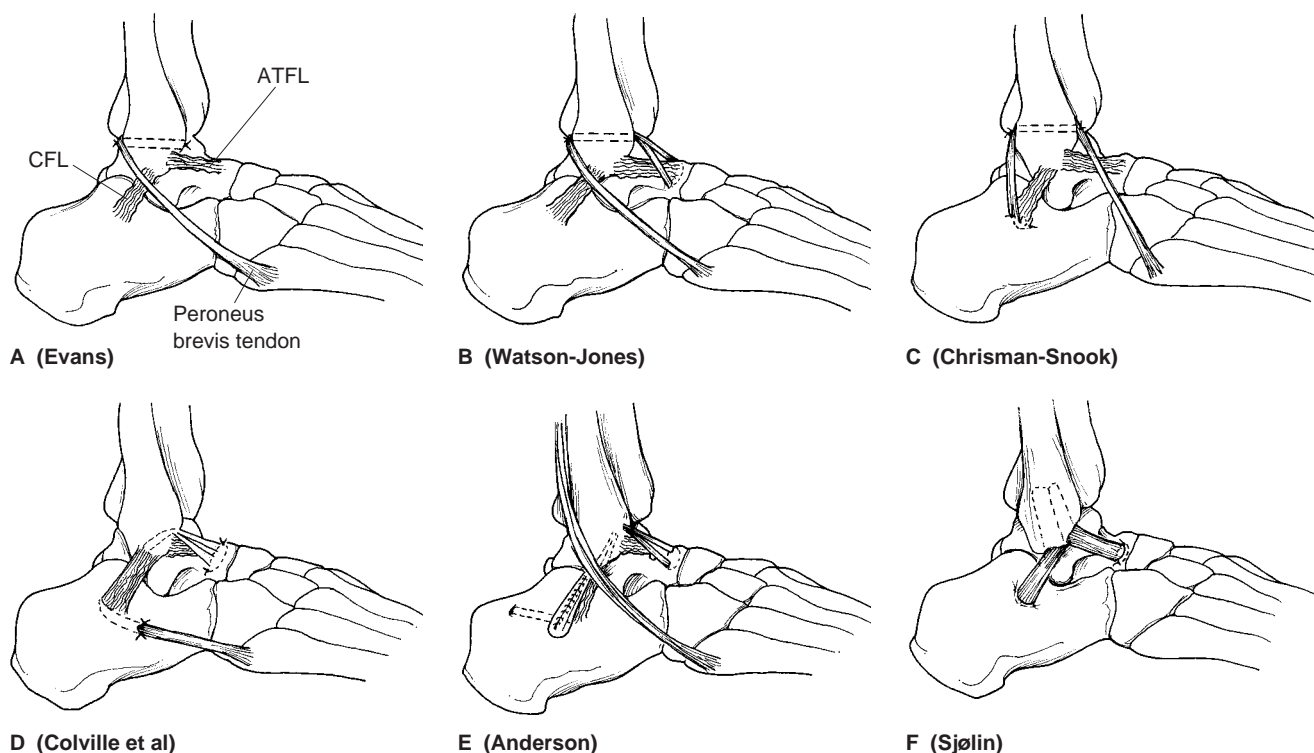 ATFL
CFL
Peroneus
brevis tendon
A (Evans)
B (Watson-Jones)
C (Chrisman-Snook)
D (Colville et al)
E (Anderson)
F (Sjølin)